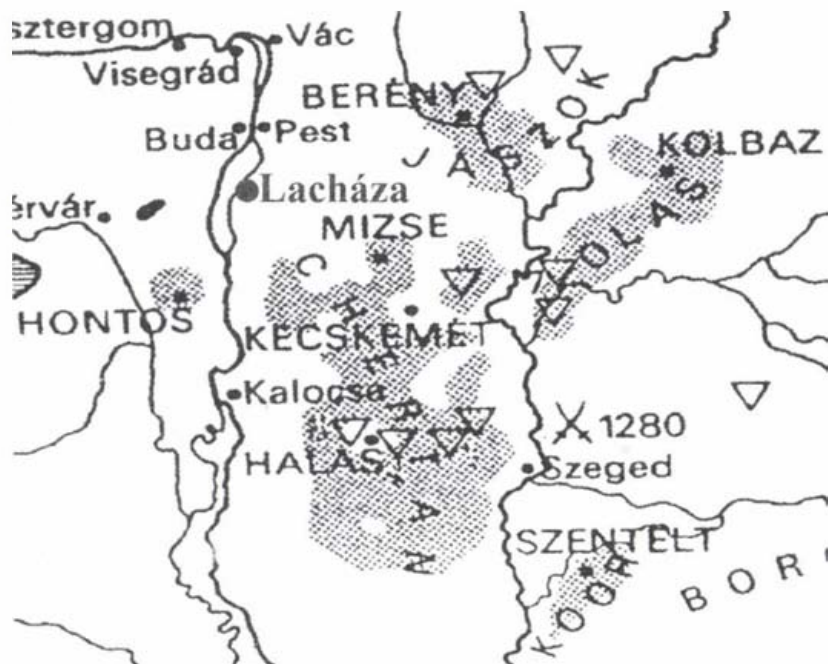 sztergom
Vác
Visegrád
BERÉNY
JÁSZOK
Buda
Pest
KOLBAZ
Lacháza
érvár
MIZSE
OLAS
CHERTAN
HONTOS
KECSKEMÉT
Kalocsa
1280
HALAS
Szeged
SZENTELT
KOOR
BOR